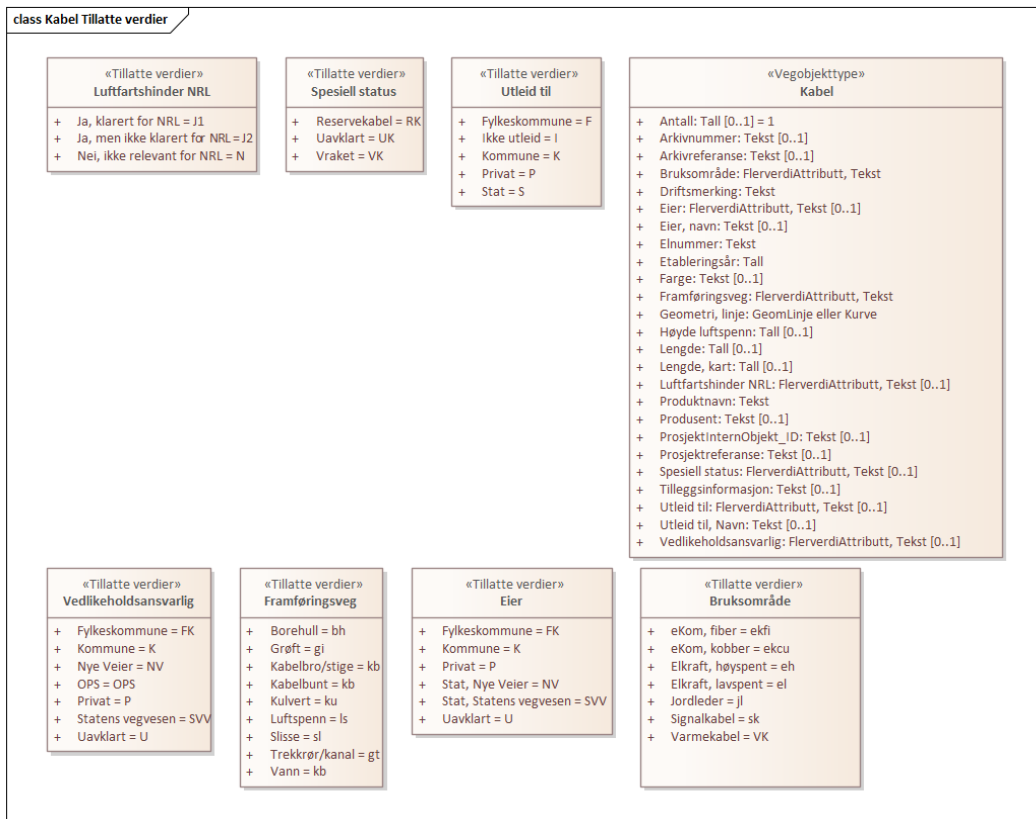 class Kabel Tillatte verdier
«Tillatte verdier»
Luftfartshinder NRL
+ Ja, klarert for NRL = J1
+ Ja, men ikke klarert for NRL = J2
+ Nei, ikke relevant for NRL = N
«Tillatte verdier»
Spesiell status
+ Reservekabel = RK
+ Uavklart = UK
+ Vraket = VK
«Tillatte verdier»
Utleid til
+ Fylkeskommune = F
+ Ikke utleid = I
+ Kommune = K
+ Privat = P
+ Stat = S
«Vegobjekttype»
Kabel
+ Antall: Tall [0..1] = 1
+ Arkivnummer: Tekst [0..1]
+ Arkivreferanse: Tekst [0..1]
+ Bruksområde: FlerverdiAttributt, Tekst
+ Driftsmerking: Tekst
+ Eier: FlerverdiAttributt, Tekst [0..1]
+ Eier, navn: Tekst [0..1]
+ Elnummer: Tekst
+ Etableringsår: Tall
+ Farge: Tekst [0..1]
+ Framføringsveg: FlerverdiAttributt, Tekst
+ Geometri, linje: GeomLinje eller Kurve
+ Høyde luftspenn: Tall [0..1]
+ Lengde: Tall [0..1]
+ Lengde, kart: Tall [0..1]
+ Luftfartshinder NRL: FlerverdiAttributt, Tekst [0..1]
+ Produktnavn: Tekst
+ Produsent: Tekst [0..1]
+ ProsjektInternObjekt_ID: Tekst [0..1]
+ Prosjektreferanse: Tekst [0..1]
+ Spesiell status: FlerverdiAttributt, Tekst [0..1]
+ Tilleggsinformasjon: Tekst [0..1]
+ Utleid til: FlerverdiAttributt, Tekst [0..1]
+ Utleid til, Navn: Tekst [0..1]
+ Vedlikeholdsansvarlig: FlerverdiAttributt, Tekst [0..1]
«Tillatte verdier»
Vedlikeholdsansvarlig
+ Fylkeskommune = FK
+ Kommune = K
+ Nye Veier = NV
+ OPS = OPS
+ Privat = P
+ Statens vegvesen = SVV
+ Uavklart = U
«Tillatte verdier»
Framføringsveg
+ Borehull = bh
+ Grøft = gi
+ Kabelbro/stige = kb
+ Kabelbunt = kb
+ Kulvert = ku
+ Luftspenn = ls
+ Slisse = sl
+ Trekkrør/kanal = gt
+ Vann = kb
«Tillatte verdier»
Eier
+ Fylkeskommune = FK
+ Kommune = K
+ Privat = P
+ Stat, Nye Veier = NV
+ Stat, Statens vegvesen = SVV
+ Uavklart = U
«Tillatte verdier»
Bruksområde
+ eKom, fiber = ekfi
+ eKom, kobber = ekcu
+ Elkraft, høyspent = eh
+ Elkraft, lavspent = el
+ Jordleder = jl
+ Signalkabel = sk
+ Varmekabel = VK